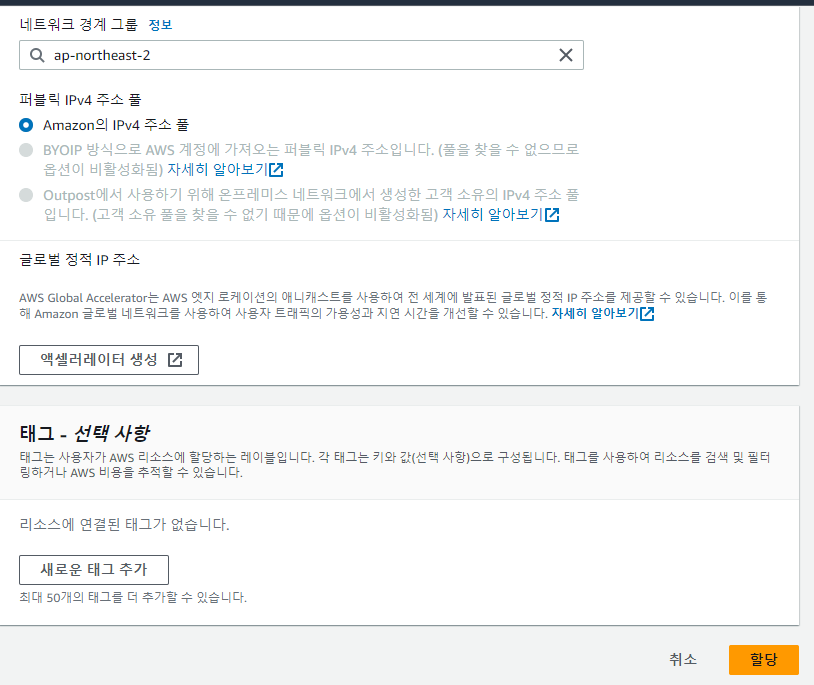 네트워크 경계 그룹 정보
ap-northeast-2
퍼블릭 IPv4 주소 풀
Amazon의 IPv4 주소 풀
BYOIP 방식으로 AWS 계정에 가져오는 퍼블릭 IPv4 주소입니다. (풀을 찾을 수 없으므로
옵션이 비활성화됨) 자세히 알아보기
Outpost에서 사용하기 위해 온프레미스 네트워크에서 생성한 고객 소유의 IPv4 주소 풀
입니다. (고객 소유 풀을 찾을 수 없기 때문에 옵션이 비활성화됨) 자세히 알아보기
글로벌 정적 IP 주소
AWS Global Accelerator는 AWS 엣지 로케이션의 애니캐스트를 사용하여 전 세계에 발표된 글로벌 정적 IP 주소를 제공할 수 있습니다. 이를 통
해 Amazon 글로벌 네트워크를 사용하여 사용자 트래픽의 가용성과 지연 시간을 개선할 수 있습니다. 자세히 알아보기
액셀러레이터 생성
태그 - 선택 사항
태그는 사용자가 AWS 리소스에 할당하는 레이블입니다. 각 태그는 키와 값(선택 사항)으로 구성됩니다. 태그를 사용하여 리소스를 검색 및 필터
링하거나 AWS 비용을 추적할 수 있습니다.
리소스에 연결된 태그가 없습니다.
새로운 태그 추가
최대 50개의 태그를 더 추가할 수 있습니다.
취소 할당